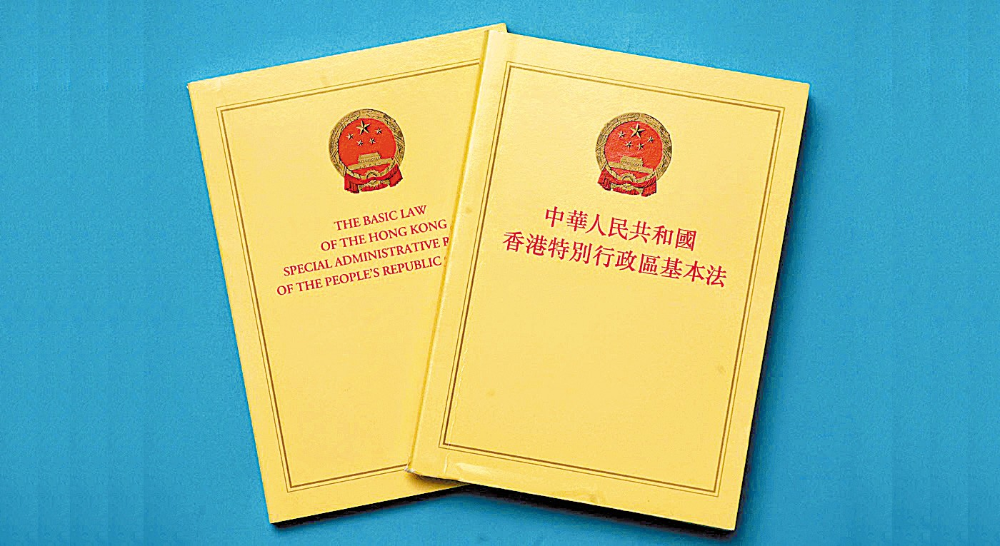 THE BASIC LAW
OF THE HONG KONG
SPECIAL ADMINISTRATIVE
OF THE PEOPLE'S REPUBLIC
中華人民共和國
香港特別行政區基本法